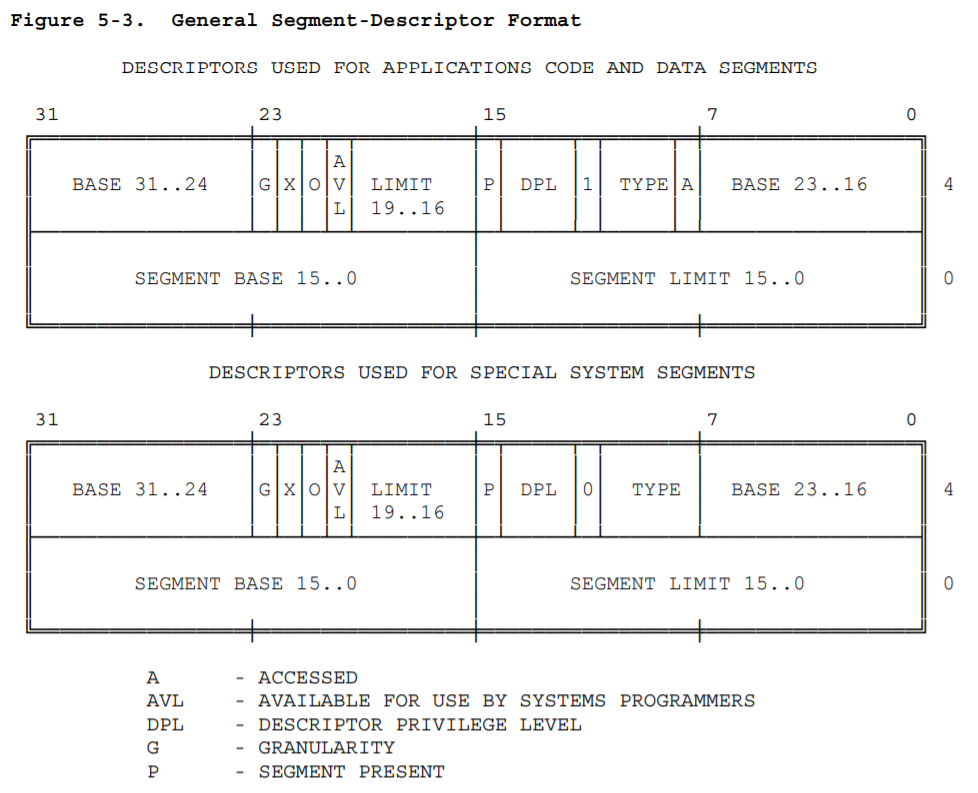 Figure 5-3. General Segment-Descriptor Format
DESCRIPTORS USED FOR APPLICATIONS CODE AND DATA SEGMENTS
31 23 15 7 0
BASE 31..24 G X O AVL LIMIT 19..16 P DPL 1 TYPE A BASE 23..16 4
SEGMENT BASE 15..0 SEGMENT LIMIT 15..0 0
DESCRIPTORS USED FOR SPECIAL SYSTEM SEGMENTS
31 23 15 7 0
BASE 31..24 G X O AVL LIMIT 19..16 P DPL 0 TYPE BASE 23..16 4
SEGMENT BASE 15..0 SEGMENT LIMIT 15..0 0
A - ACCESSED
AVL - AVAILABLE FOR USE BY SYSTEMS PROGRAMMERS
DPL - DESCRIPTOR PRIVILEGE LEVEL
G - GRANULARITY
P - SEGMENT PRESENT